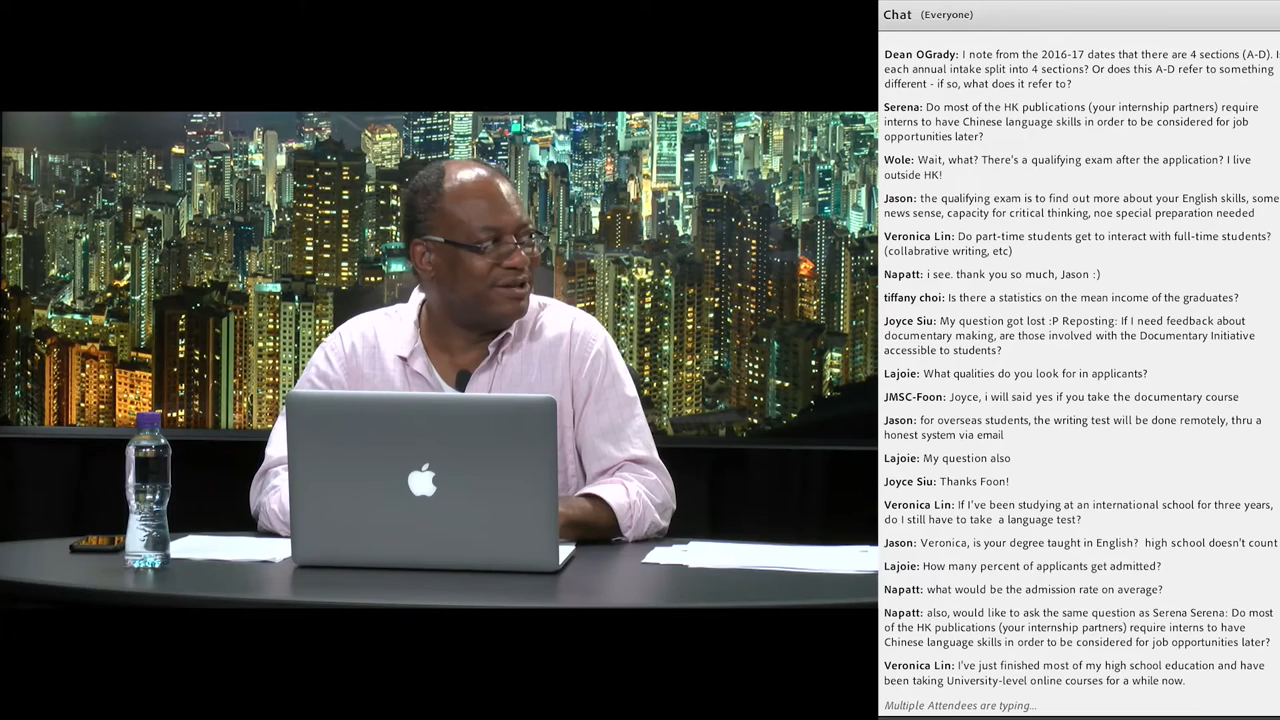 Chat (Everyone)
Dean OGrady: I note from the 2016-17 dates that there are 4 sections (A-D).
each annual intake split into 4 sections? Or does this A-D refer to something
different - if so, what does it refer to?
Serena: Do most of the HK publications (your internship partners) require
interns to have Chinese language skills in order to be considered for job
opportunities later?
Wole: Wait, what? There's a qualifying exam after the application? I live
outside HK!
Jason: the qualifying exam is to find out more about your English skills, some
news sense, capacity for critical thinking, noe special preparation needed
Veronica Lin: Do part-time students get to interact with full-time students?
(collabrative writing, etc)
Napatt: i see. thank you so much, Jason :)
tiffany choi: Is there a statistics on the mean income of the graduates?
Joyce Siu: My question got lost :P Reposting: If I need feedback about
documentary making, are those involved with the Documentary Initiative
accessible to students?
Lajoie: What qualities do you look for in applicants?
JMSC-Foon: Joyce, i will said yes if you take the documentary course
Jason: for overseas students, the writing test will be done remotely, thru a
honest system via email
Lajoie: My question also
Joyce Siu: Thanks Foon!
Veronica Lin: If I've been studying at an international school for three years,
do I still have to take a language test?
Jason: Veronica, is your degree taught in English? high school doesn't count
Lajoie: How many percent of applicants get admitted?
Napatt: what would be the admission rate on average?
Napatt: also, would like to ask the same question as Serena Serena: Do most
of the HK publications (your internship partners) require interns to have
Chinese language skills in order to be considered for job opportunities later?
Veronica Lin: I've just finished most of my high school education and have
been taking University-level online courses for a while now.
Multiple Attendees are typing...